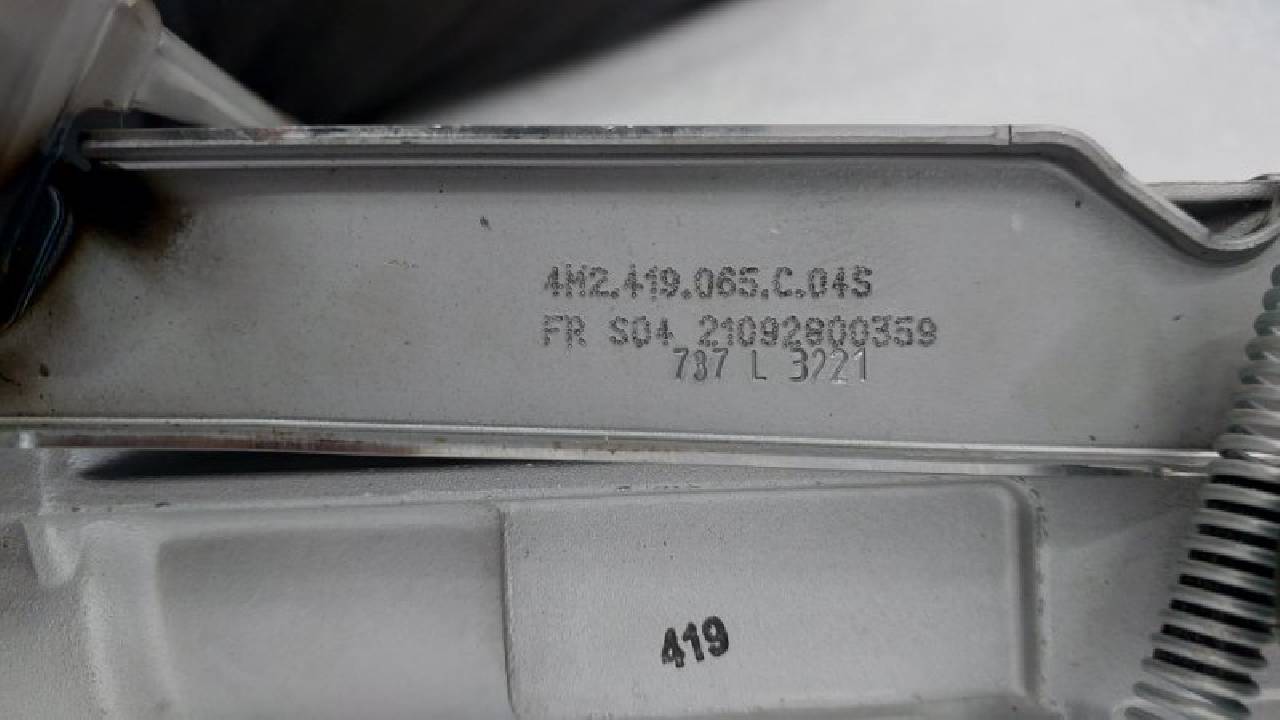 4M2.419.065.C.04S
FR S04 21092800359
787 L 3221
419